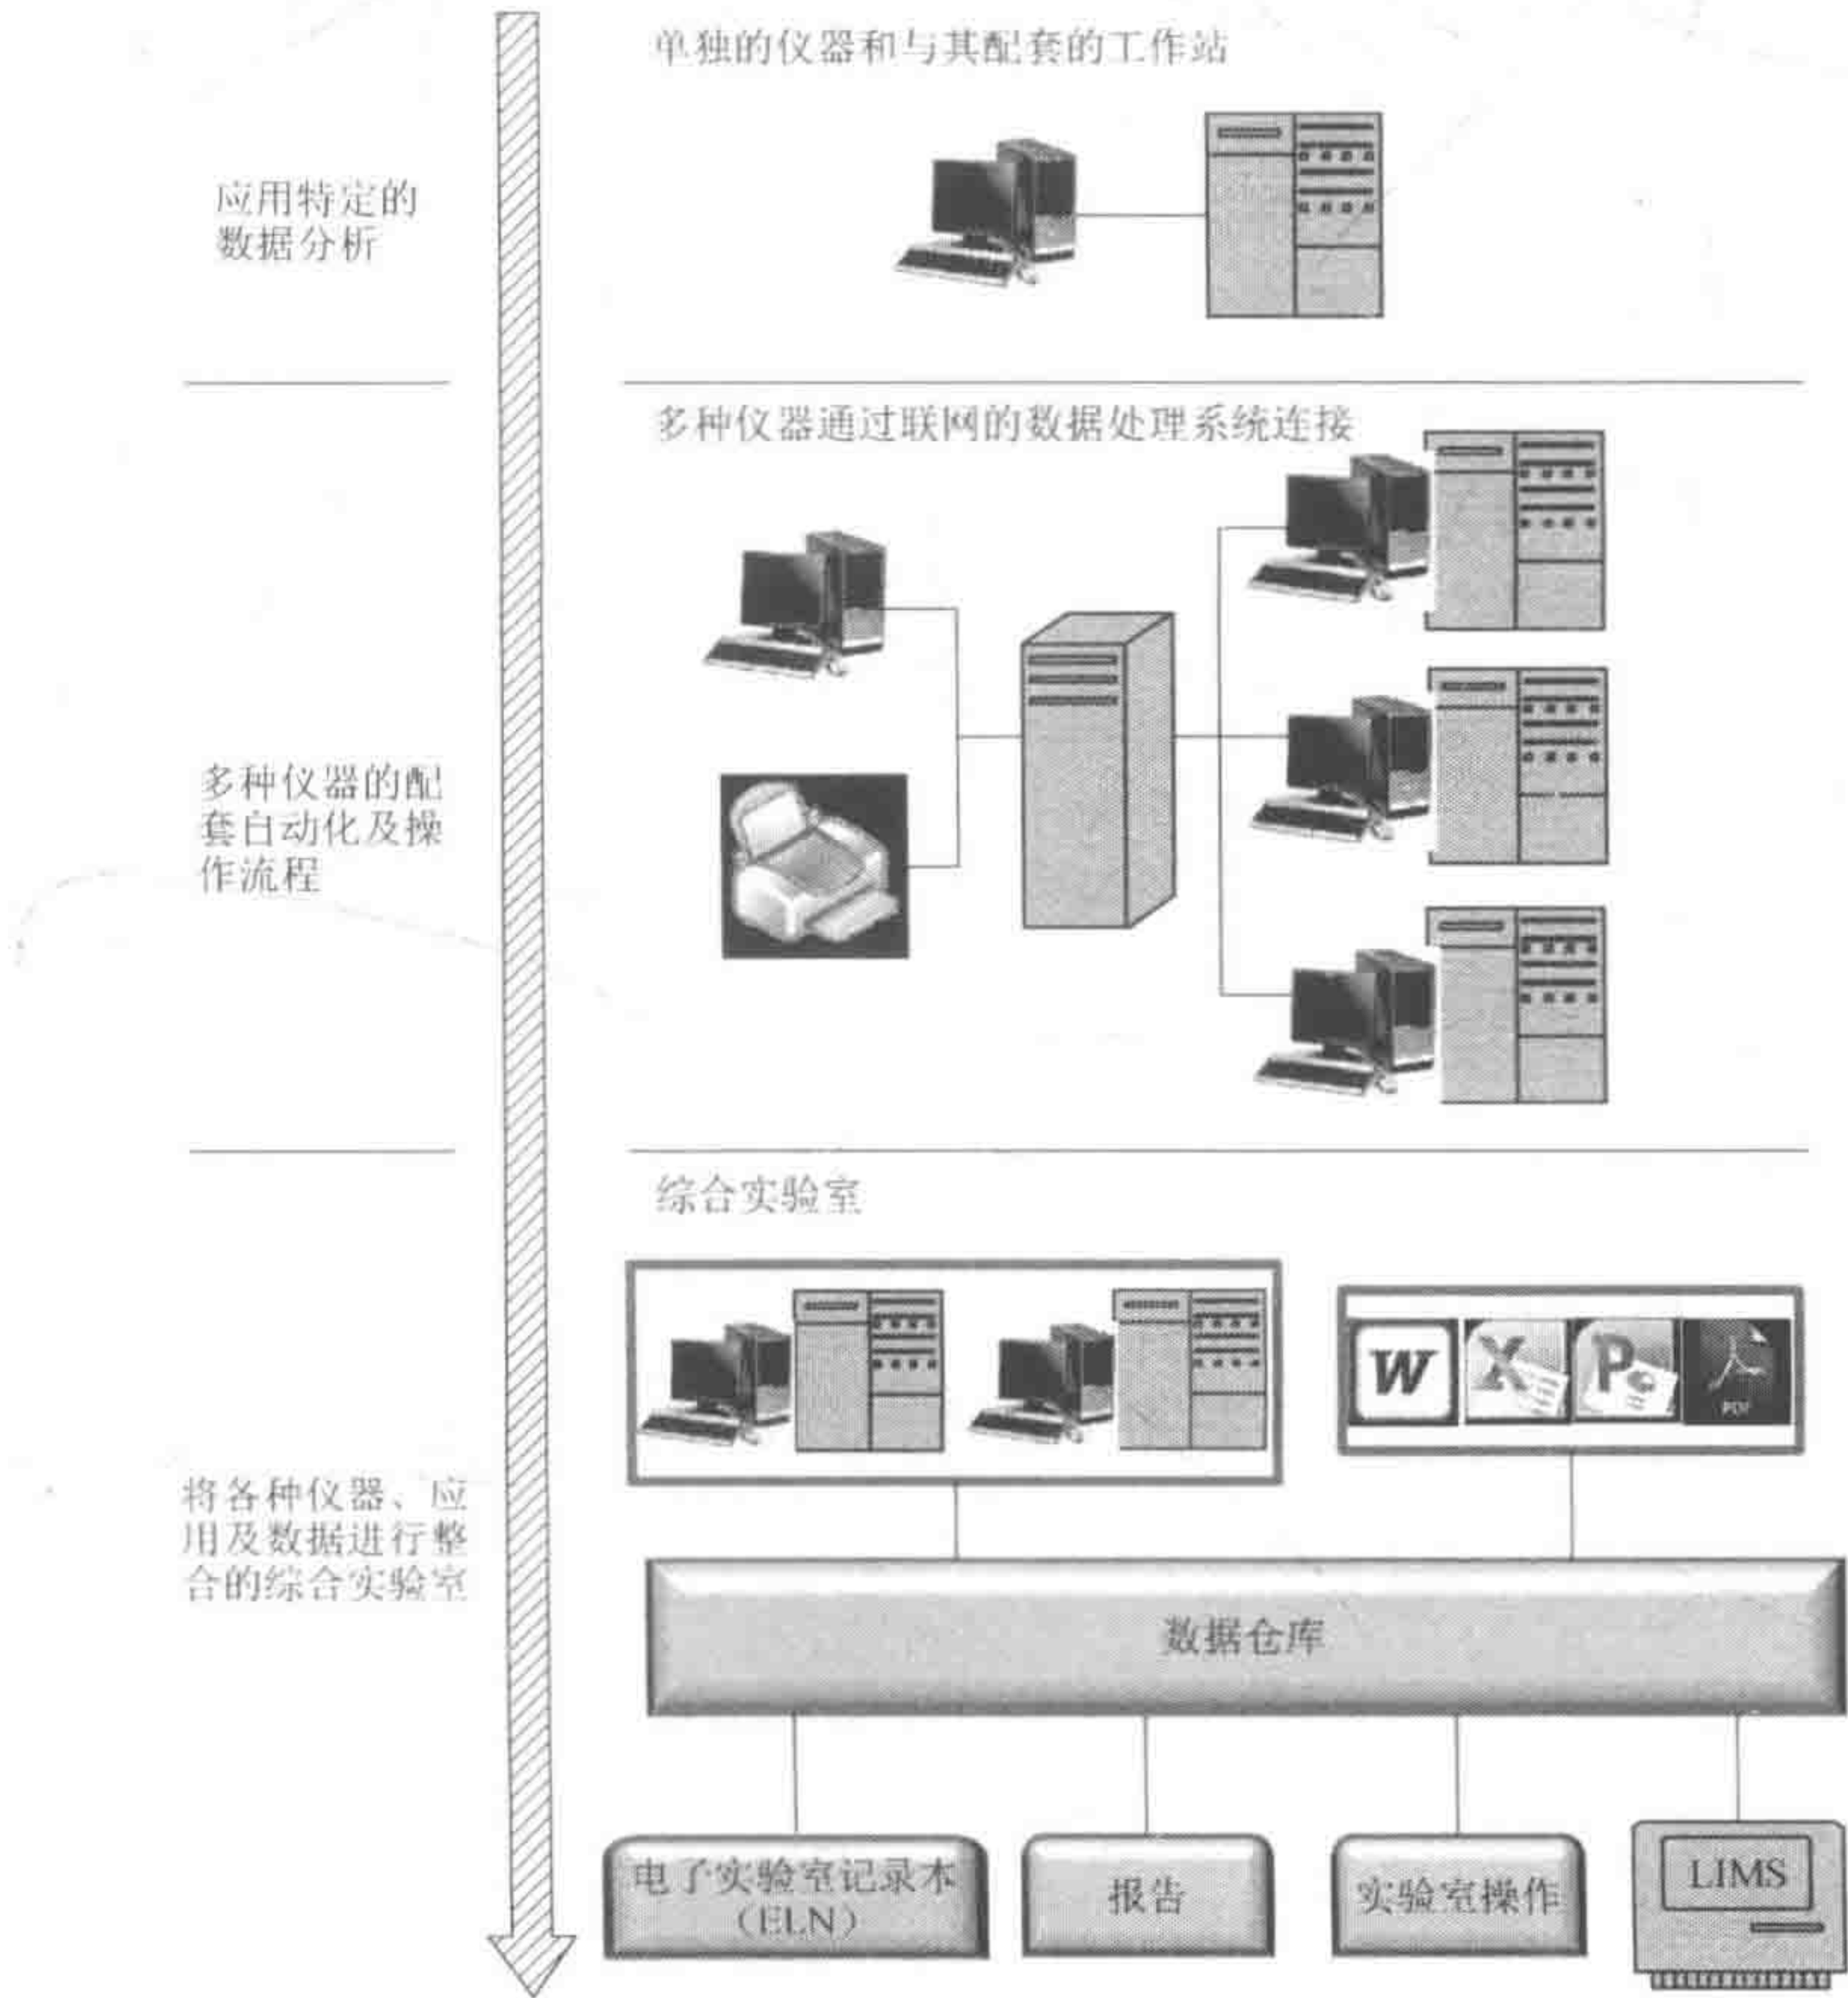 单独的仪器和与其配套的工作站
应用特定的
数据分析
多种仪器通过联网的数据处理系统连接
多种仪器的配
套自动化及操
作流程
综合实验室
W
X
P
PDF
将各种仪器、应
用及数据进行整
合的综合实验室
数据仓库
电子实验室记录本
（ELN）
报告
实验室操作
LIMS